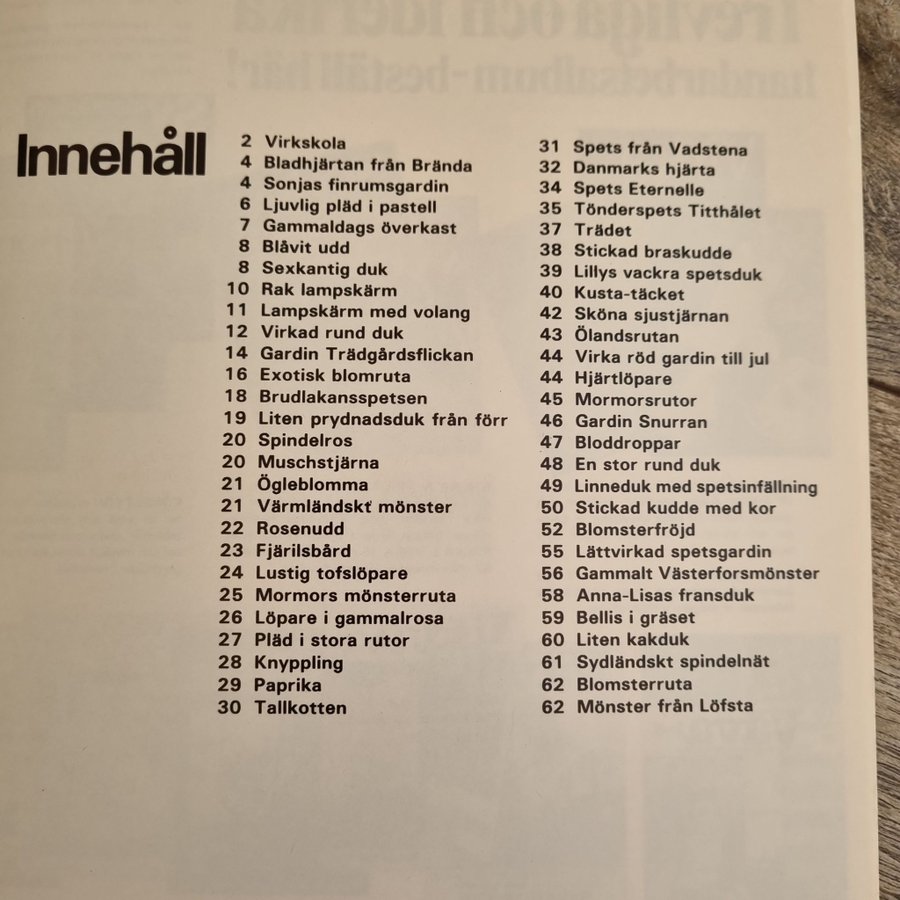 Innehåll
2 Virkskola
4 Bladhjärtan från Brända
4 Sonjas finrumsgardin
6 Ljuvlig pläd i pastell
7 Gammaldags överkast
8 Blåvit udd
8 Sexkantig duk
10 Rak lampskärm
11 Lampskärm med volang
12 Virkad rund duk
14 Gardin Trädgårdsflickan
16 Exotisk blomruta
18 Brudlakansspetsen
19 Liten prydnadsduk från förr
20 Spindelros
20 Muschstjärna
21 Ögleblomma
21 Värmländskt mönster
22 Rosenudd
23 Fjärilsbård
24 Lustig tofslöpare
25 Mormors mönsterruta
26 Löpare i gammalrosa
27 Pläd i stora rutor
28 Knyppling
29 Paprika
30 Tallkotten
31 Spets från Vadstena
32 Danmarks hjärta
34 Spets Eternelle
35 Tönderspets Titthålet
37 Trädet
38 Stickad braskudde
39 Lillys vackra spetsduk
40 Kusta-täcket
42 Sköna sjustjärnan
43 Ölandsrutan
44 Virka röd gardin till jul
44 Hjärtlöpare
45 Mormorsrutor
46 Gardin Snurran
47 Bloddroppar
48 En stor rund duk
49 Linneduk med spetsinfällning
50 Stickad kudde med kor
52 Blomsterfröjd
55 Lättvirkad spetsgardin
56 Gammalt Västerforsmönster
58 Anna-Lisas fransduk
59 Bellis i gräset
60 Liten kakduk
61 Sydländskt spindelnät
62 Blomsterruta
62 Mönster från Löfsta
Trevliga och idérika
handarbetsalbum-beställ här!